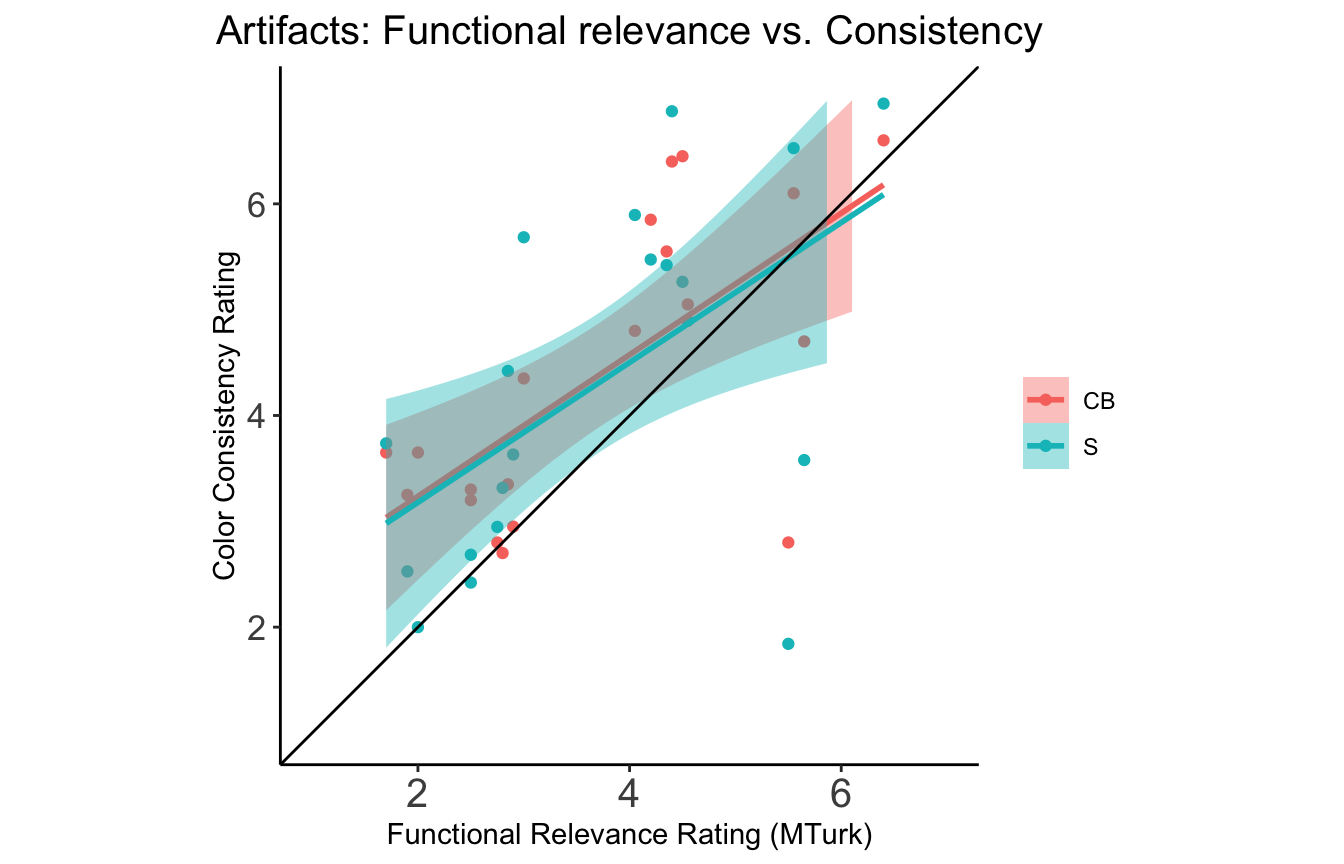 Artifacts: Functional relevance vs. Consistency
Color Consistency Rating
6
4
2
2 4 6
Functional Relevance Rating (MTurk)
CB
S